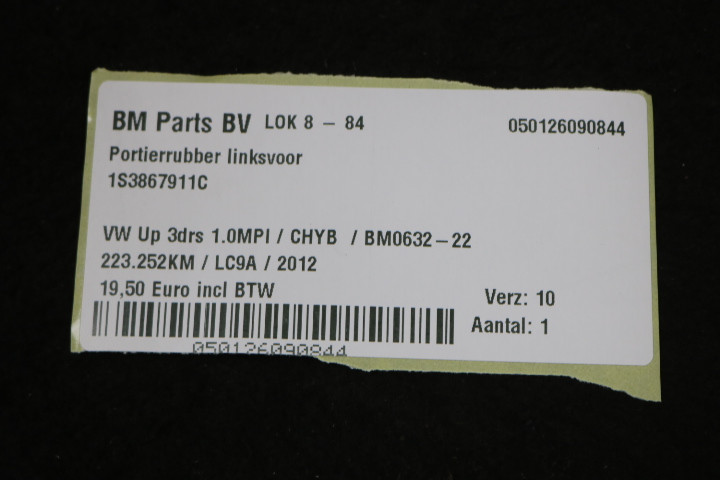 BM Parts BV LOK 8 – 84 050126090844
Portierrubber linksvoor
1S3867911C
VW Up 3drs 1.0MPI / CHYB / BM0632–22
223.252KM / LC9A / 2012
19,50 Euro incl BTW
Verz: 10
Aantal: 1
050126090844